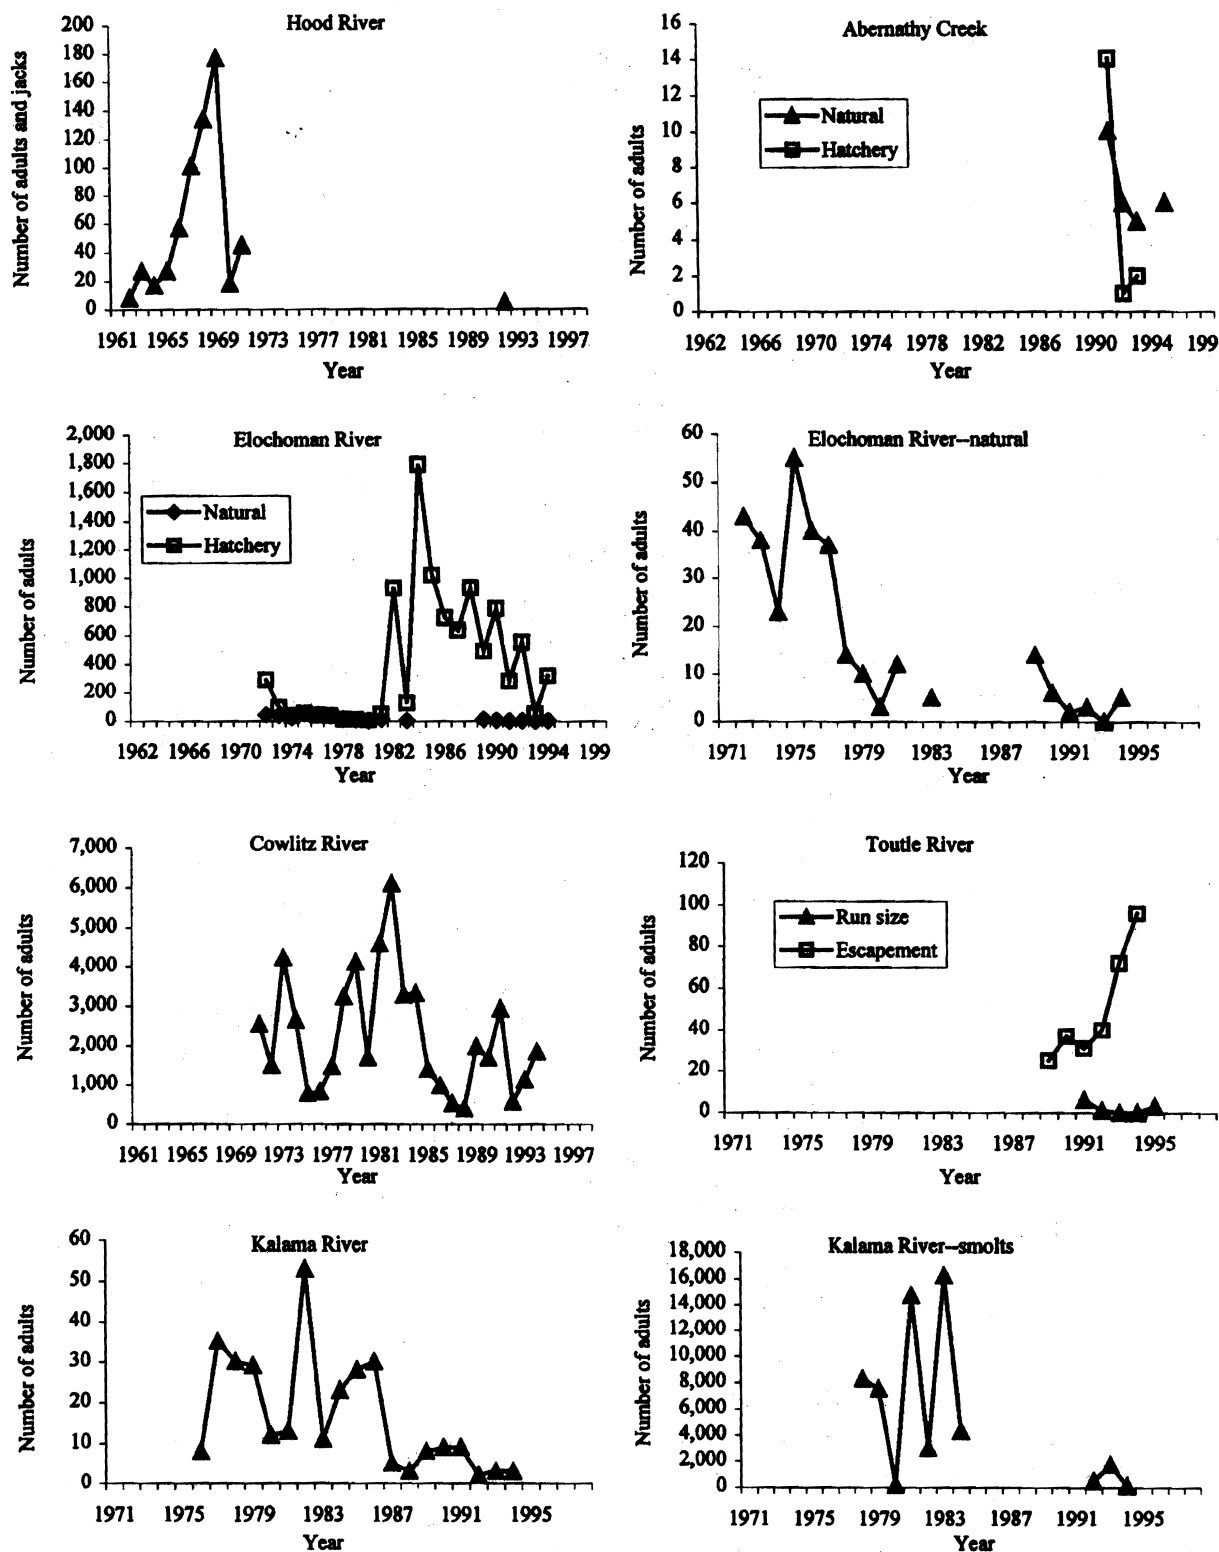 Hood River
Number of adults and jacks
200
180
160
140
120
100
80
60
40
20
0
1961 1965 1969 1973 1977 1981 1985 1989 1993 1997
Year
Abernathy Creek
Number of adults
16
14
12
10
8
6
4
2
0
Natural
Hatchery
1962 1966 1970 1974 1978 1982 1986 1990 1994 199
Year
Elochoman River
Number of adults
2,000
1,800
1,600
1,400
1,200
1,000
800
600
400
200
0
Natural
Hatchery
1962 1966 1970 1974 1978 1982 1986 1990 1994 199
Year
Elochoman River--natural
Number of adults
60
50
40
30
20
10
0
1971 1975 1979 1983 1987 1991 1995
Year
Cowlitz River
Number of adults
7,000
6,000
5,000
4,000
3,000
2,000
1,000
0
1961 1965 1969 1973 1977 1981 1985 1989 1993 1997
Year
Toutle River
Number of adults
120
100
80
60
40
20
0
Run size
Escapement
1971 1975 1979 1983 1987 1991 1995
Year
Kalama River
Number of adults
60
50
40
30
20
10
0
1971 1975 1979 1983 1987 1991 1995
Year
Kalama River--smolts
Number of adults
18,000
16,000
14,000
12,000
10,000
8,000
6,000
4,000
2,000
0
1971 1975 1979 1983 1987 1991 1995
Year